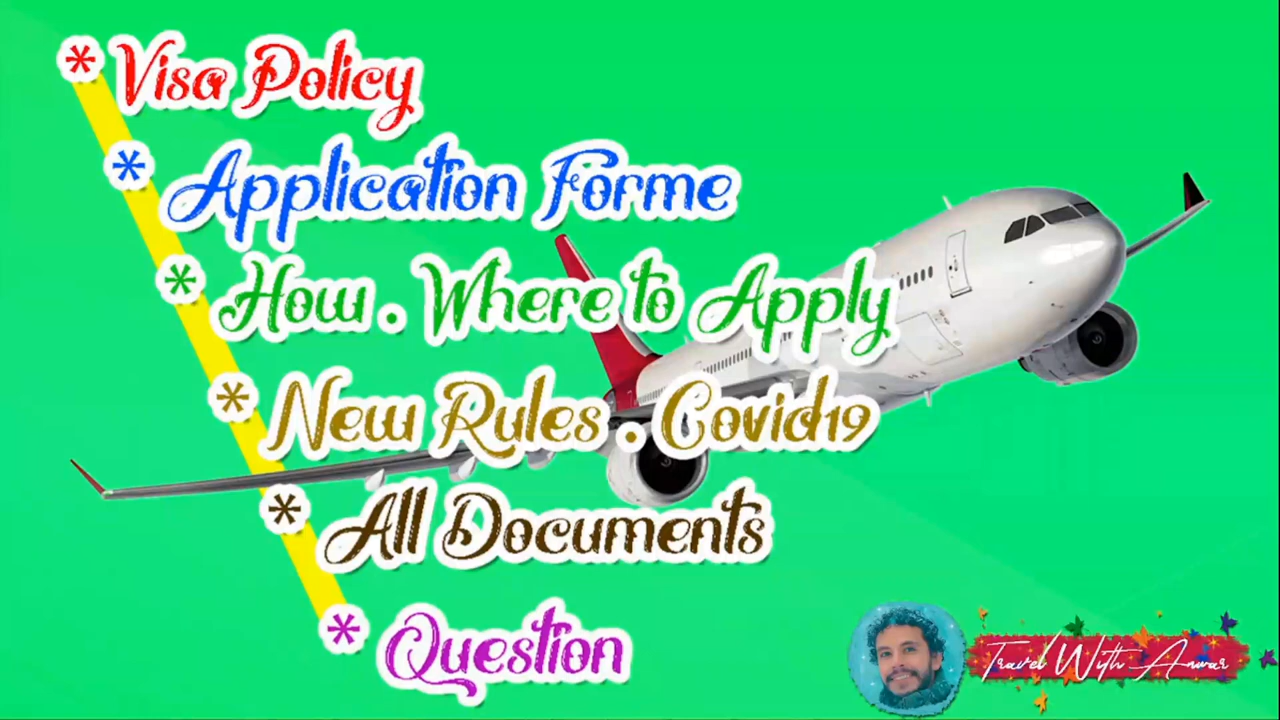 * Visa Policy
* Application Forme
* How . Where to Apply
* New Rules . Covid19
* All Documents
* Question
Travel With Anwar